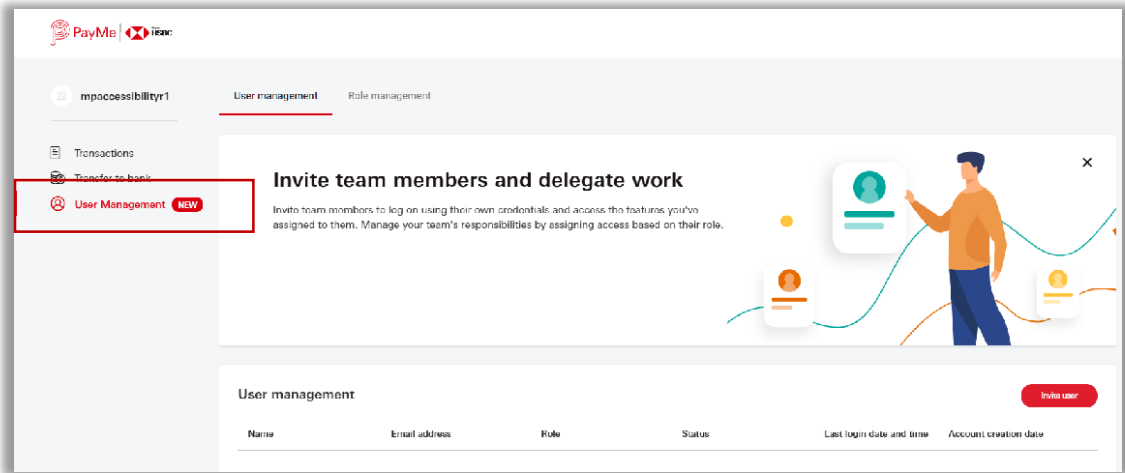 PayMe
HSBC
mpaccessibilityr1
User management
Role management
Transactions
Transfer to bank
User Management NEW
Invite team members and delegate work
Invite team members to log on using their own credentials and access the features you've
assigned to them. Manage your team's responsibilities by assigning access based on their role.
User management
Invite user
Name Email address Role Status Last login date and time Account creation date